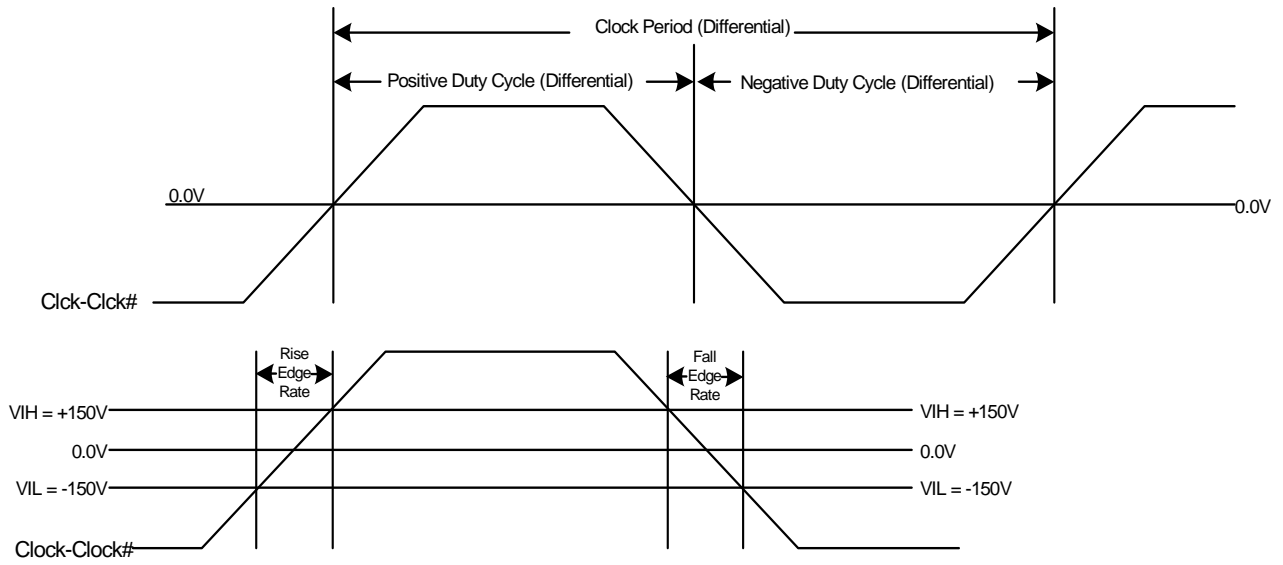 Clock Period (Differential)
Positive Duty Cycle (Differential)
Negative Duty Cycle (Differential)
0.0V
0.0V
Clck-Clck#
Rise
Edge
Rate
Fall
Edge
Rate
VIH = +150V
VIH = +150V
0.0V
0.0V
VIL = -150V
VIL = -150V
Clock-Clock#